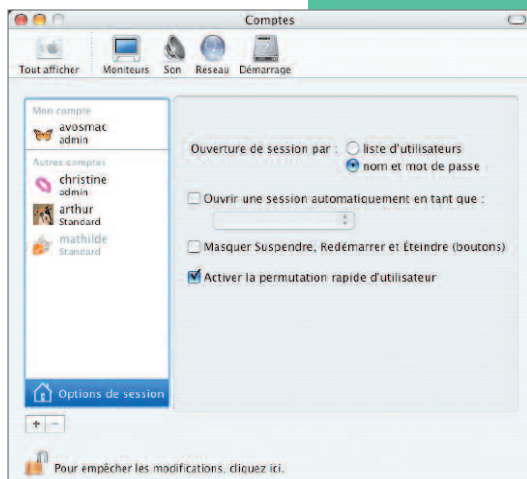 Comptes
Tout afficher Moniteurs Son Réseau Démarrage
Mon compte
avosmac
admin
Autres comptes
christine
admin
arthur
Standard
mathilde
Standard
Options de session
Ouverture de session par : liste d'utilisateurs
nom et mot de passe
Ouvrir une session automatiquement en tant que :
Masquer Suspendre, Redémarrer et Éteindre (boutons)
Activer la permutation rapide d'utilisateur
+ −
Pour empêcher les modifications, cliquez ici.